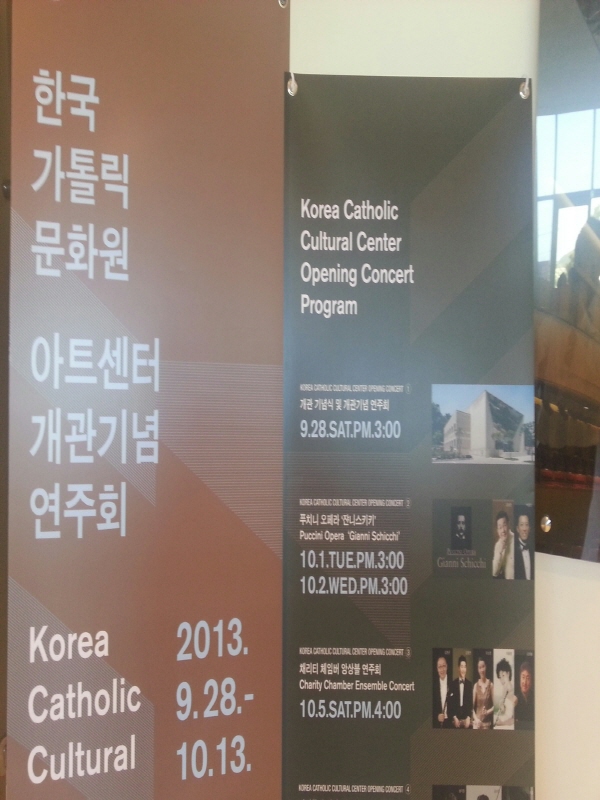 한국
가톨릭
문화원
아트센터
개관기념
연주회
Korea
Catholic
Cultural
2013.
9.28.-
10.13.
Korea Catholic
Cultural Center
Opening Concert
Program
KOREA CATHOLIC CULTURAL CENTER OPENING CONCERT 1
개관 기념식 및 개관기념 연주회
9.28.SAT.PM.3:00
KOREA CATHOLIC CULTURAL CENTER OPENING CONCERT 2
푸치니 오페라 '쟌니스키키'
Puccini Opera 'Gianni Schicchi'
10.1.TUE.PM.3:00
10.2.WED.PM.3:00
Gianni Schicchi
KOREA CATHOLIC CULTURAL CENTER OPENING CONCERT 3
채리티 체임버 앙상블 연주회
Charity Chamber Ensemble Concert
10.5.SAT.PM.4:00
KOREA CATHOLIC CULTURAL CENTER OPENING CONCERT 4